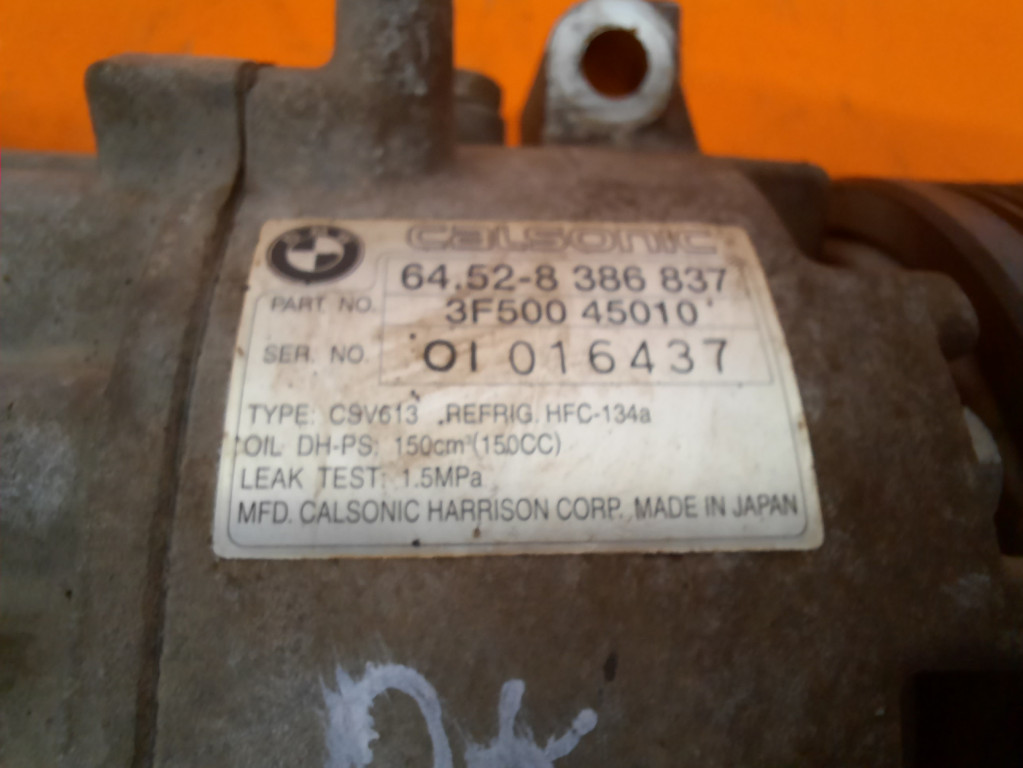 calsonic
64.52-8 386 837
PART NO. 3F500 45010
SER. NO. 01 016437
TYPE: CSV613 REFRIG. HFC-134a
OIL DH-PS: 150cm³(150CC)
LEAK TEST: 1.5MPa
MFD. CALSONIC HARRISON CORP. MADE IN JAPAN
OK